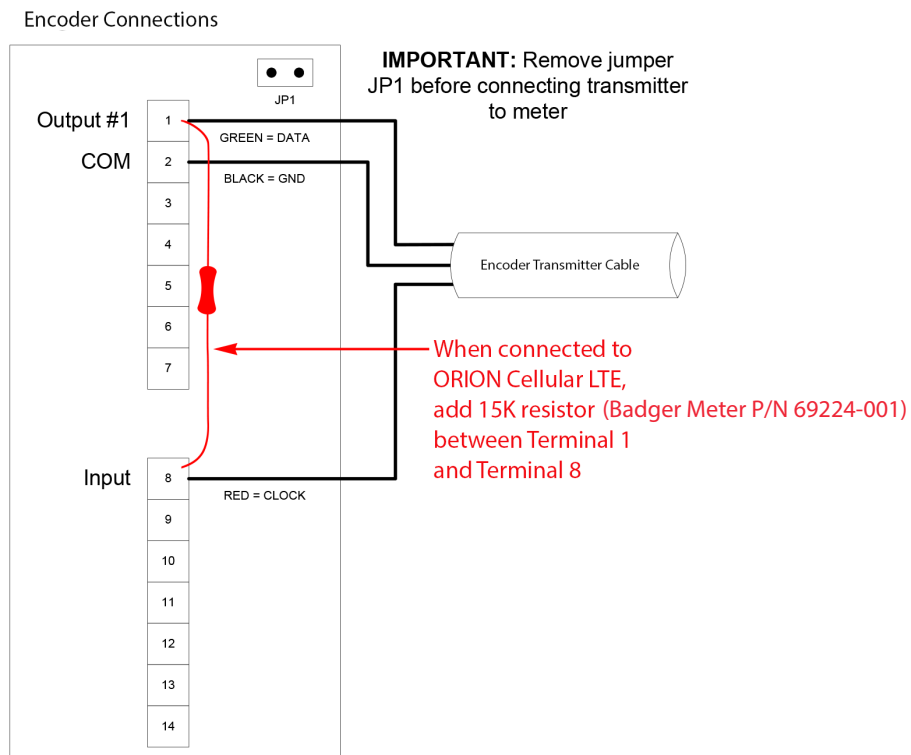 Encoder Connections
IMPORTANT: Remove jumper
JP1 before connecting transmitter
to meter
JP1
Output #1
1
GREEN = DATA
COM
2
BLACK = GND
3
4
5
6
7
Encoder Transmitter Cable
When connected to
ORION Cellular LTE,
add 15K resistor (Badger Meter P/N 69224-001)
between Terminal 1
and Terminal 8
Input
8
RED = CLOCK
9
10
11
12
13
14